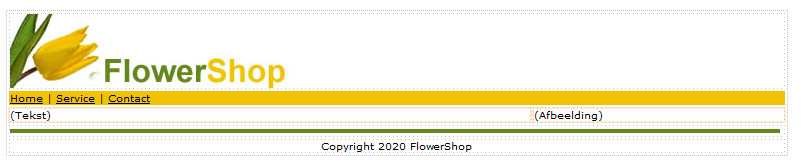 FlowerShop
Home | Service | Contact
(Tekst) (Afbeelding)
Copyright 2020 FlowerShop